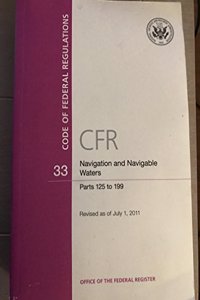 CODE OF FEDERAL REGULATIONS
CFR
33
Navigation and Navigable
Waters
Parts 125 to 199
Revised as of July 1, 2011
OFFICE OF THE FEDERAL REGISTER